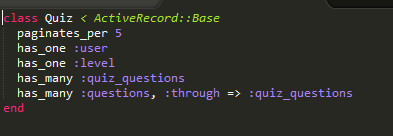 class Quiz < ActiveRecord::Base
  paginates_per 5
  has_one :user
  has_one :level
  has_many :quiz_questions
  has_many :questions, :through => :quiz_questions
end